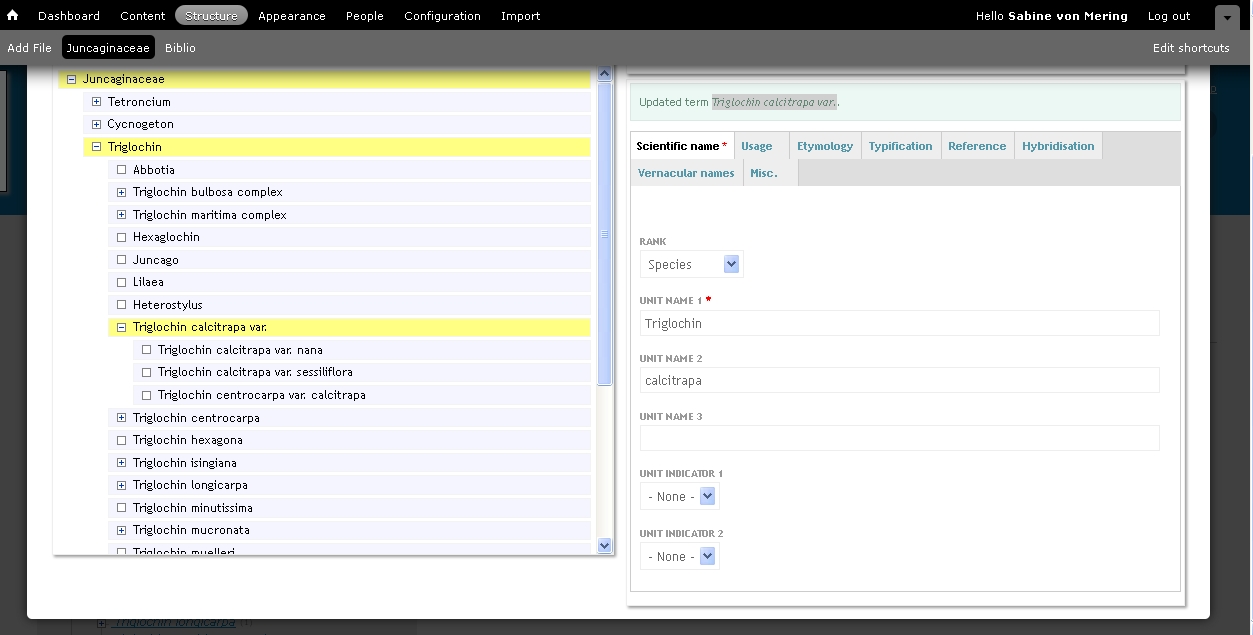 Dashboard Content Structure Appearance People Configuration Import Hello Sabine von Mering Log out
Add File Juncaginaceae Biblio Edit shortcuts
Juncaginaceae
Tetroncium
Cycnogeton
Triglochin
Abbotia
Triglochin bulbosa complex
Triglochin maritima complex
Hexaglochin
Juncago
Lilaea
Heterostylus
Triglochin calcitrapa var.
Triglochin calcitrapa var. nana
Triglochin calcitrapa var. sessiliflora
Triglochin centrocarpa var. calcitrapa
Triglochin centrocarpa
Triglochin hexagona
Triglochin isingiana
Triglochin longicarpa
Triglochin minutissima
Triglochin mucronata
Triglochin muelleri
Updated term Triglochin calcitrapa var..
Scientific name * Usage Etymology Typification Reference Hybridisation
Vernacular names Misc.
RANK
Species
UNIT NAME 1 *
Triglochin
UNIT NAME 2
calcitrapa
UNIT NAME 3
UNIT INDICATOR 1
- None -
UNIT INDICATOR 2
- None -
Triglochin longicarpa (1)